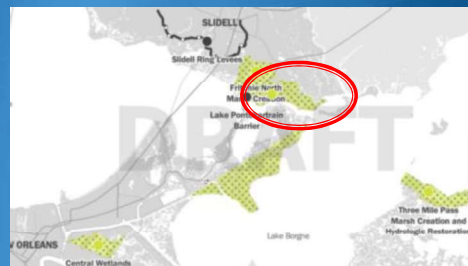 SLIDELL
Slidell Ring Levees
Fritchie North
Marsh Creation
Lake Pontchartrain
Barrier
DRAFT
Three Mile Pass
Marsh Creation and
Hydrologic Restoration
Lake Borgne
W ORLEANS
Central Wetlands